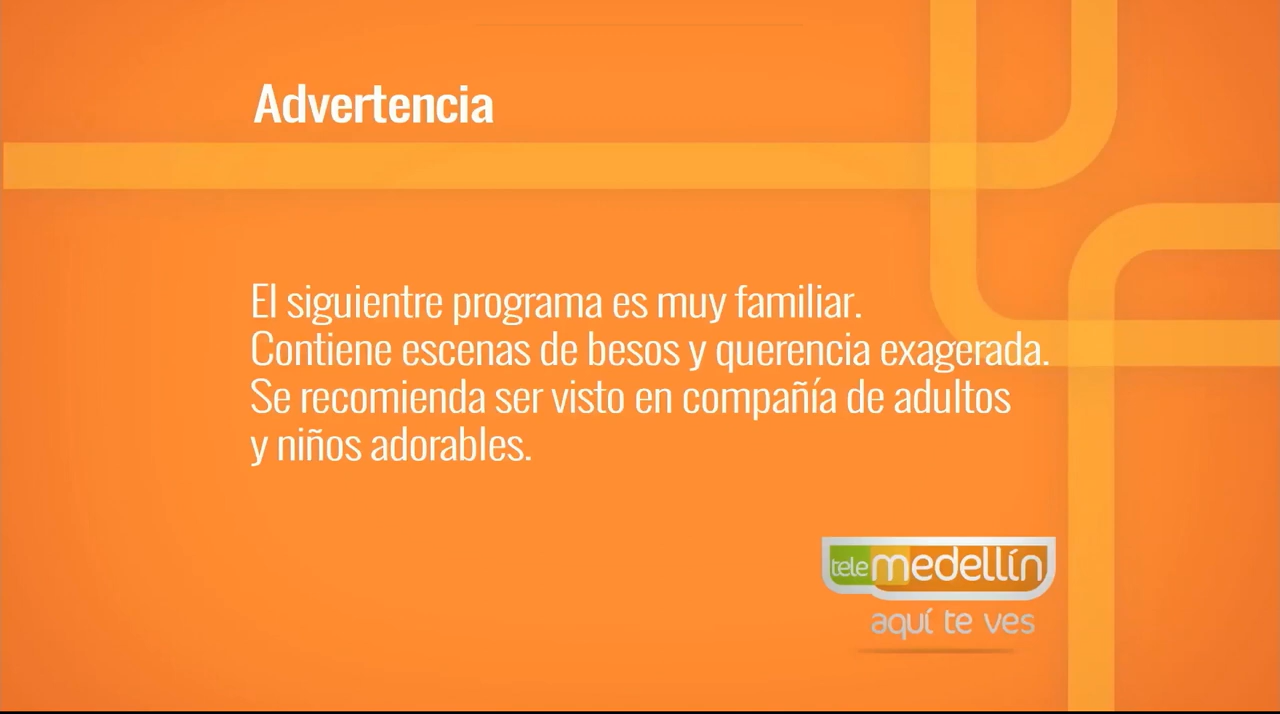 Advertencia
El siguientre programa es muy familiar.
Contiene escenas de besos y querencia exagerada.
Se recomienda ser visto en compañía de adultos
y niños adorables.
tele medellín
aquí te ves